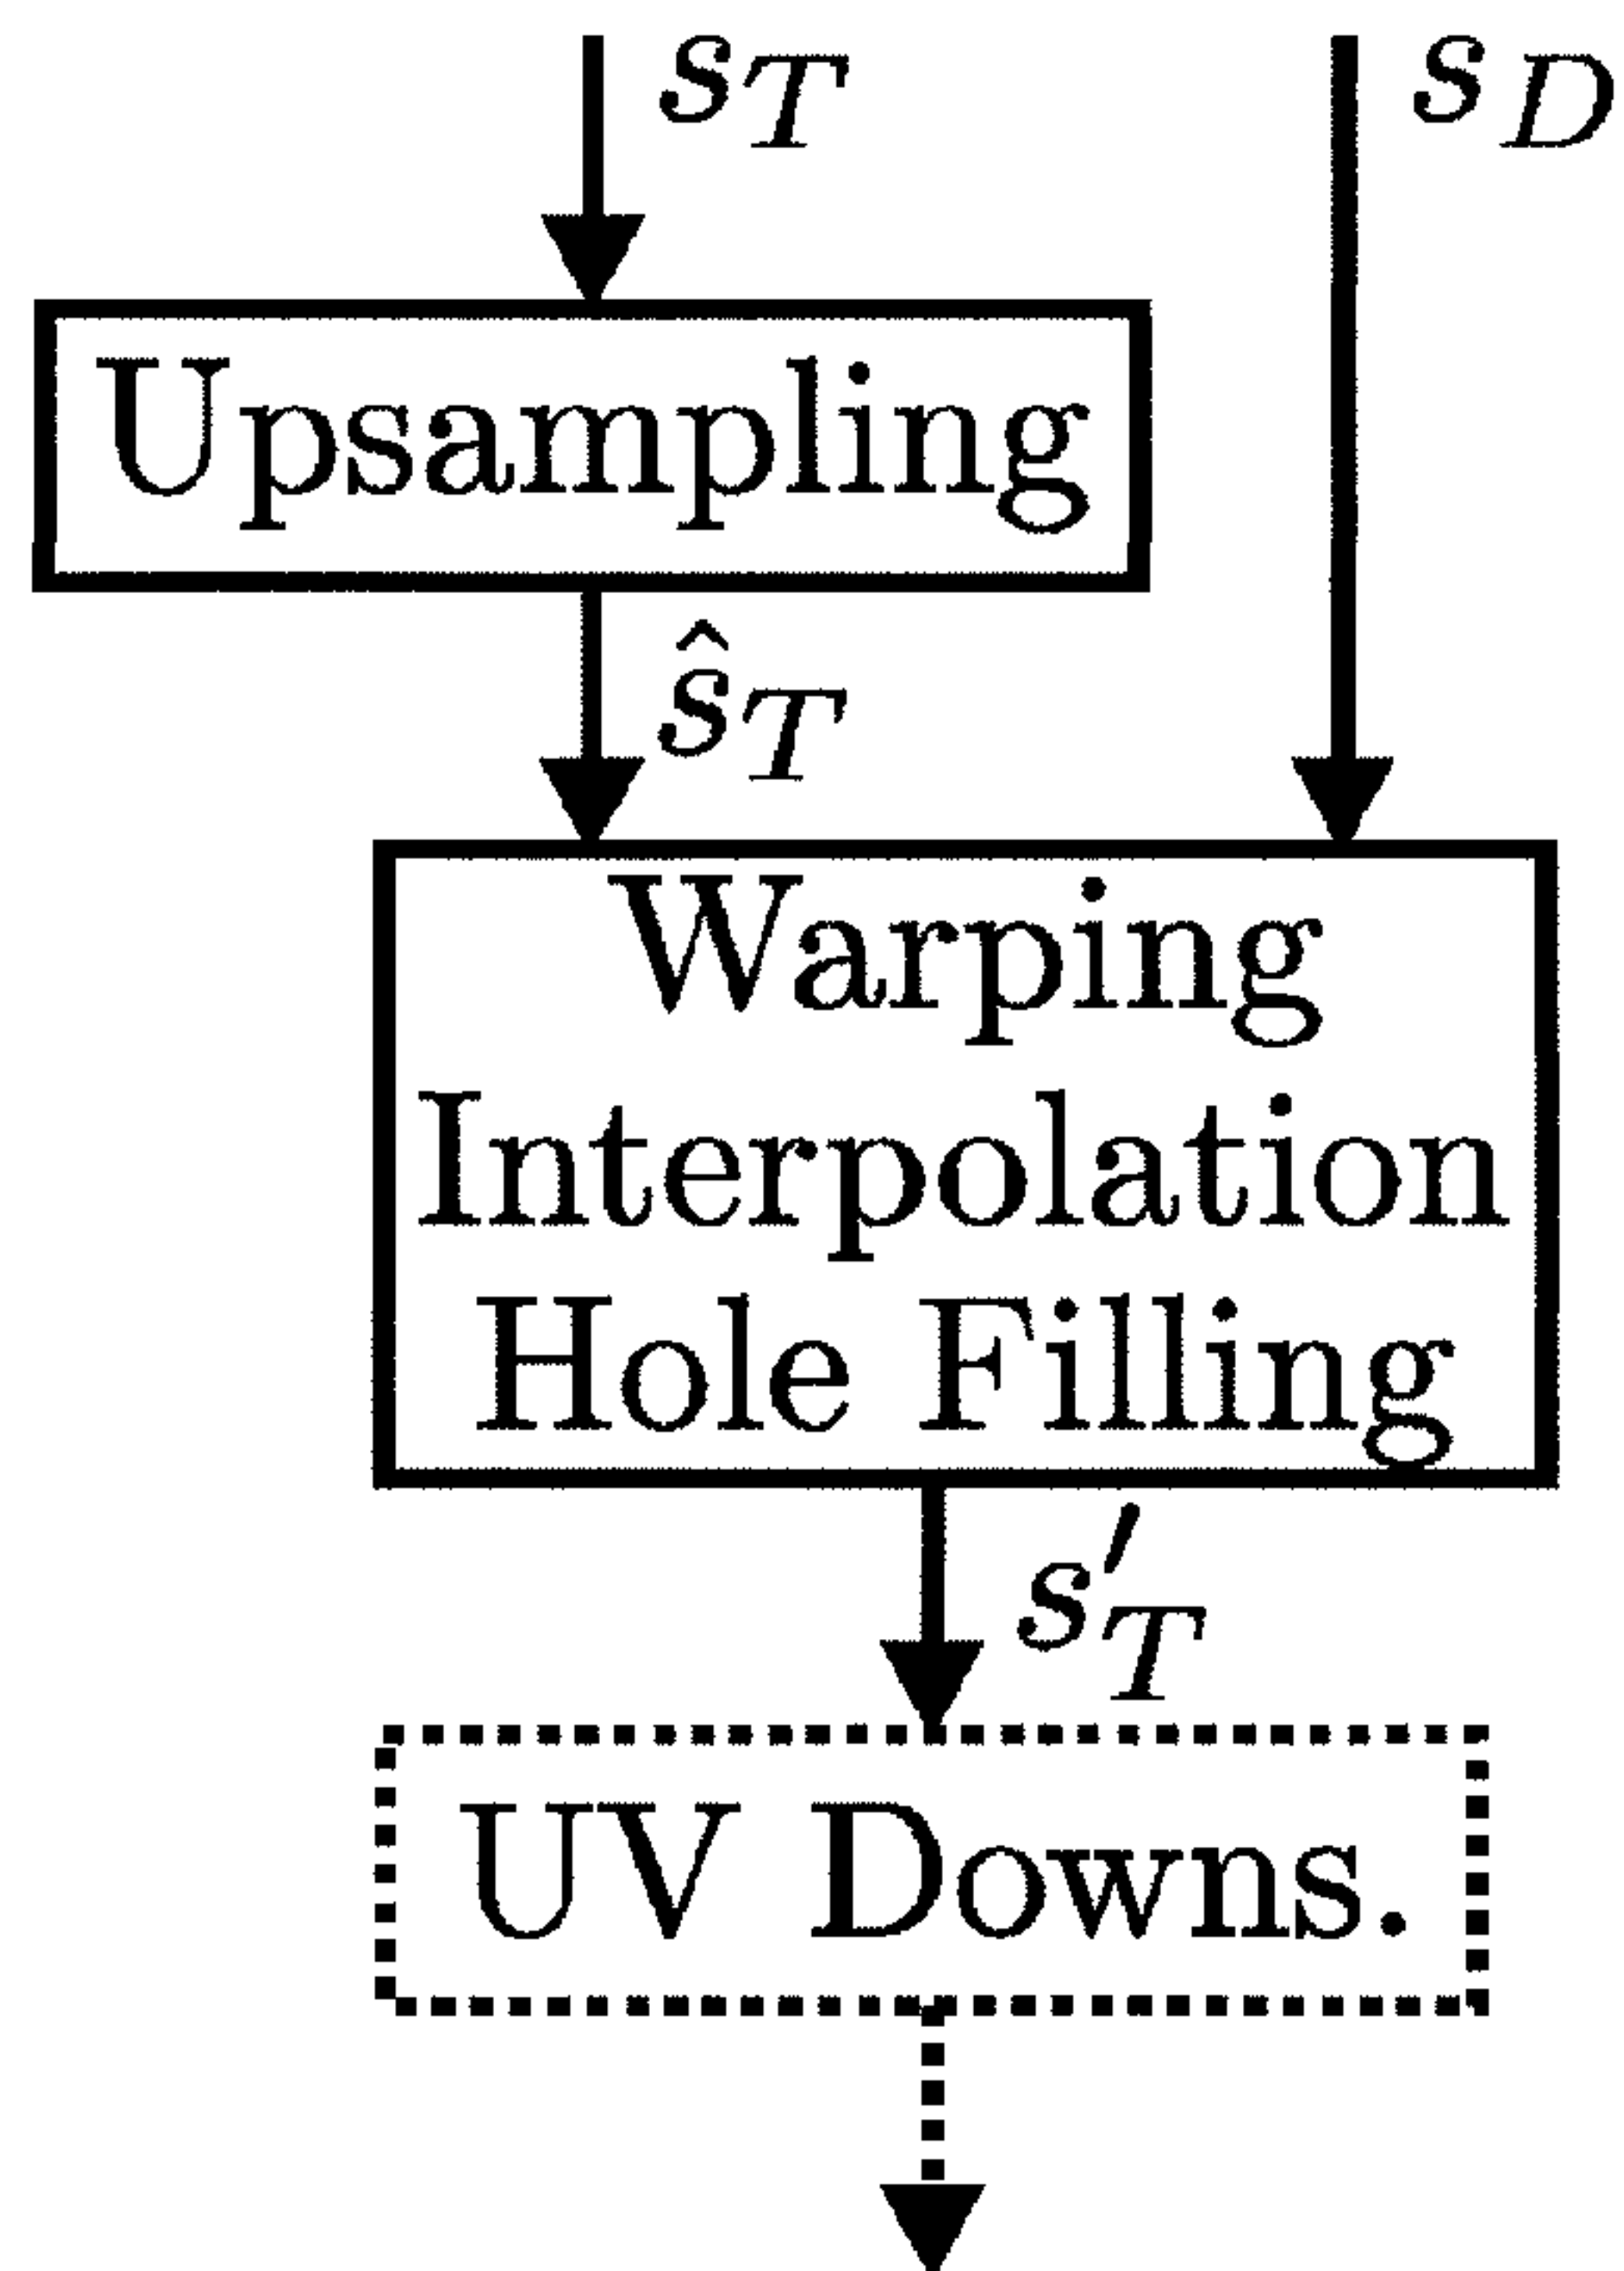 s_T s_D
Upsampling
ŝ_T
Warping
Interpolation
Hole Filling
s′_T
UV Downs.